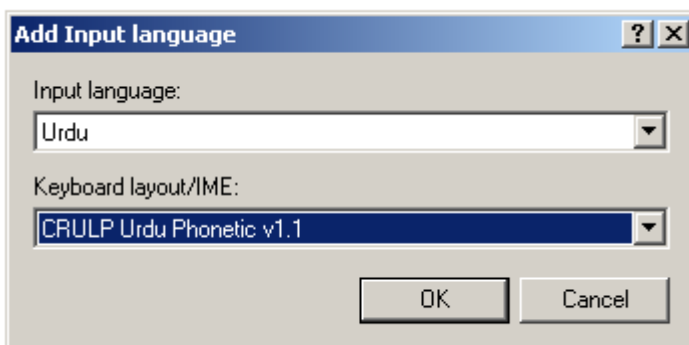 Add Input language
Input language:
Urdu
Keyboard layout/IME:
CRULP Urdu Phonetic v1.1
OK Cancel